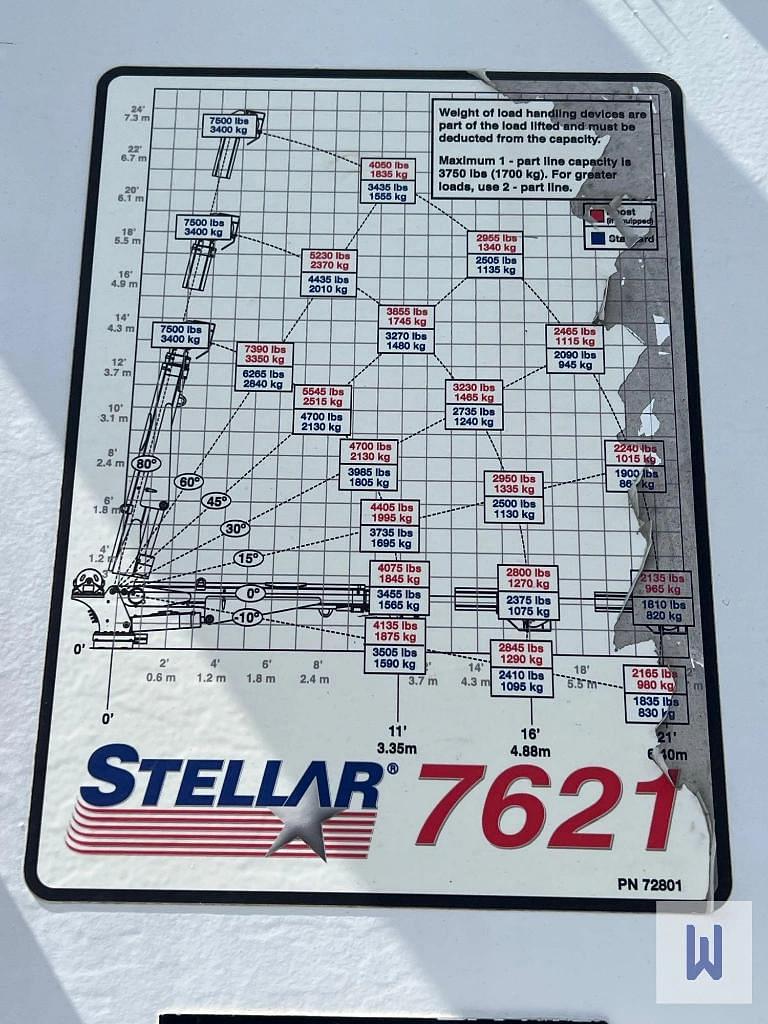 24'
7.3 m
7500 lbs
3400 kg
Weight of load handling devices are
part of the load lifted and must be
deducted from the capacity.
Maximum 1 - part line capacity is
3750 lbs (1700 kg). For greater
loads, use 2 - part line.
22'
6.7 m
4050 lbs
1835 kg
3435 lbs
1555 kg
20'
6.1 m
18'
5.5 m
7500 lbs
3400 kg
5230 lbs
2370 kg
4435 lbs
2010 kg
2955 lbs
1340 kg
2505 lbs
1135 kg
16'
4.9 m
14'
4.3 m
7500 lbs
3400 kg
3855 lbs
1745 kg
3270 lbs
1480 kg
2465 lbs
1115 kg
2090 lbs
945 kg
12'
3.7 m
7390 lbs
3350 kg
6265 lbs
2840 kg
10'
3.1 m
5545 lbs
2515 kg
4700 lbs
2130 kg
3230 lbs
1465 kg
2735 lbs
1240 kg
8'
2.4 m
80°
4700 lbs
2130 kg
3985 lbs
1805 kg
2240 lbs
1015 kg
1900 lbs
60°
45°
6'
1.8 m
2950 lbs
1335 kg
2500 lbs
1130 kg
30°
4405 lbs
1995 kg
3735 lbs
1695 kg
4'
1.2
15°
0°
-10°
4075 lbs
1845 kg
3455 lbs
1565 kg
2800 lbs
1270 kg
2375 lbs
1075 kg
2135 lbs
965 kg
1810 lbs
820 kg
4135 lbs
1875 kg
3505 lbs
1590 kg
2845 lbs
1290 kg
2410 lbs
1095 kg
2165 lbs
980 kg
1835 lbs
830 kg
0'
2'
0.6 m
4'
1.2 m
6'
1.8 m
8'
2.4 m
3.7 m
14'
4.3 m
18'
5.5 m
0'
11'
3.35m
16'
4.88m
21'
STELLAR® 7621
PN 72801
W